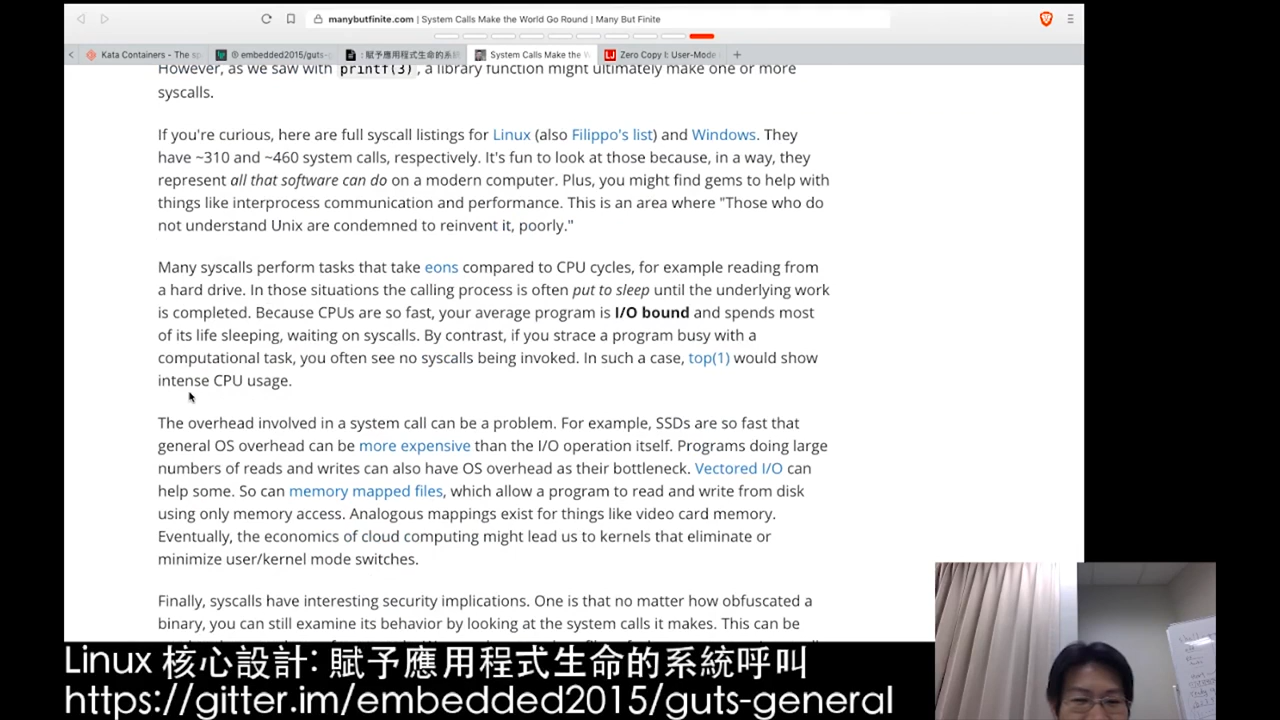 manybutfinite.com | System Calls Make the World Go Round | Many But Finite
Kata Containers - The sp
embedded2015/guts-
: 賦予應用程式生命的系統
System Calls Make the W
Zero Copy I: User-Mode
However, as we saw with printf(3), a library function might ultimately make one or more
syscalls.
If you're curious, here are full syscall listings for Linux (also Filippo's list) and Windows. They
have ~310 and ~460 system calls, respectively. It's fun to look at those because, in a way, they
represent all that software can do on a modern computer. Plus, you might find gems to help with
things like interprocess communication and performance. This is an area where "Those who do
not understand Unix are condemned to reinvent it, poorly."
Many syscalls perform tasks that take eons compared to CPU cycles, for example reading from
a hard drive. In those situations the calling process is often put to sleep until the underlying work
is completed. Because CPUs are so fast, your average program is I/O bound and spends most
of its life sleeping, waiting on syscalls. By contrast, if you strace a program busy with a
computational task, you often see no syscalls being invoked. In such a case, top(1) would show
intense CPU usage.
The overhead involved in a system call can be a problem. For example, SSDs are so fast that
general OS overhead can be more expensive than the I/O operation itself. Programs doing large
numbers of reads and writes can also have OS overhead as their bottleneck. Vectored I/O can
help some. So can memory mapped files, which allow a program to read and write from disk
using only memory access. Analogous mappings exist for things like video card memory.
Eventually, the economics of cloud computing might lead us to kernels that eliminate or
minimize user/kernel mode switches.
Finally, syscalls have interesting security implications. One is that no matter how obfuscated a
binary, you can still examine its behavior by looking at the system calls it makes. This can be
Linux 核心設計: 賦予應用程式生命的系統呼叫
https://gitter.im/embedded2015/guts-general